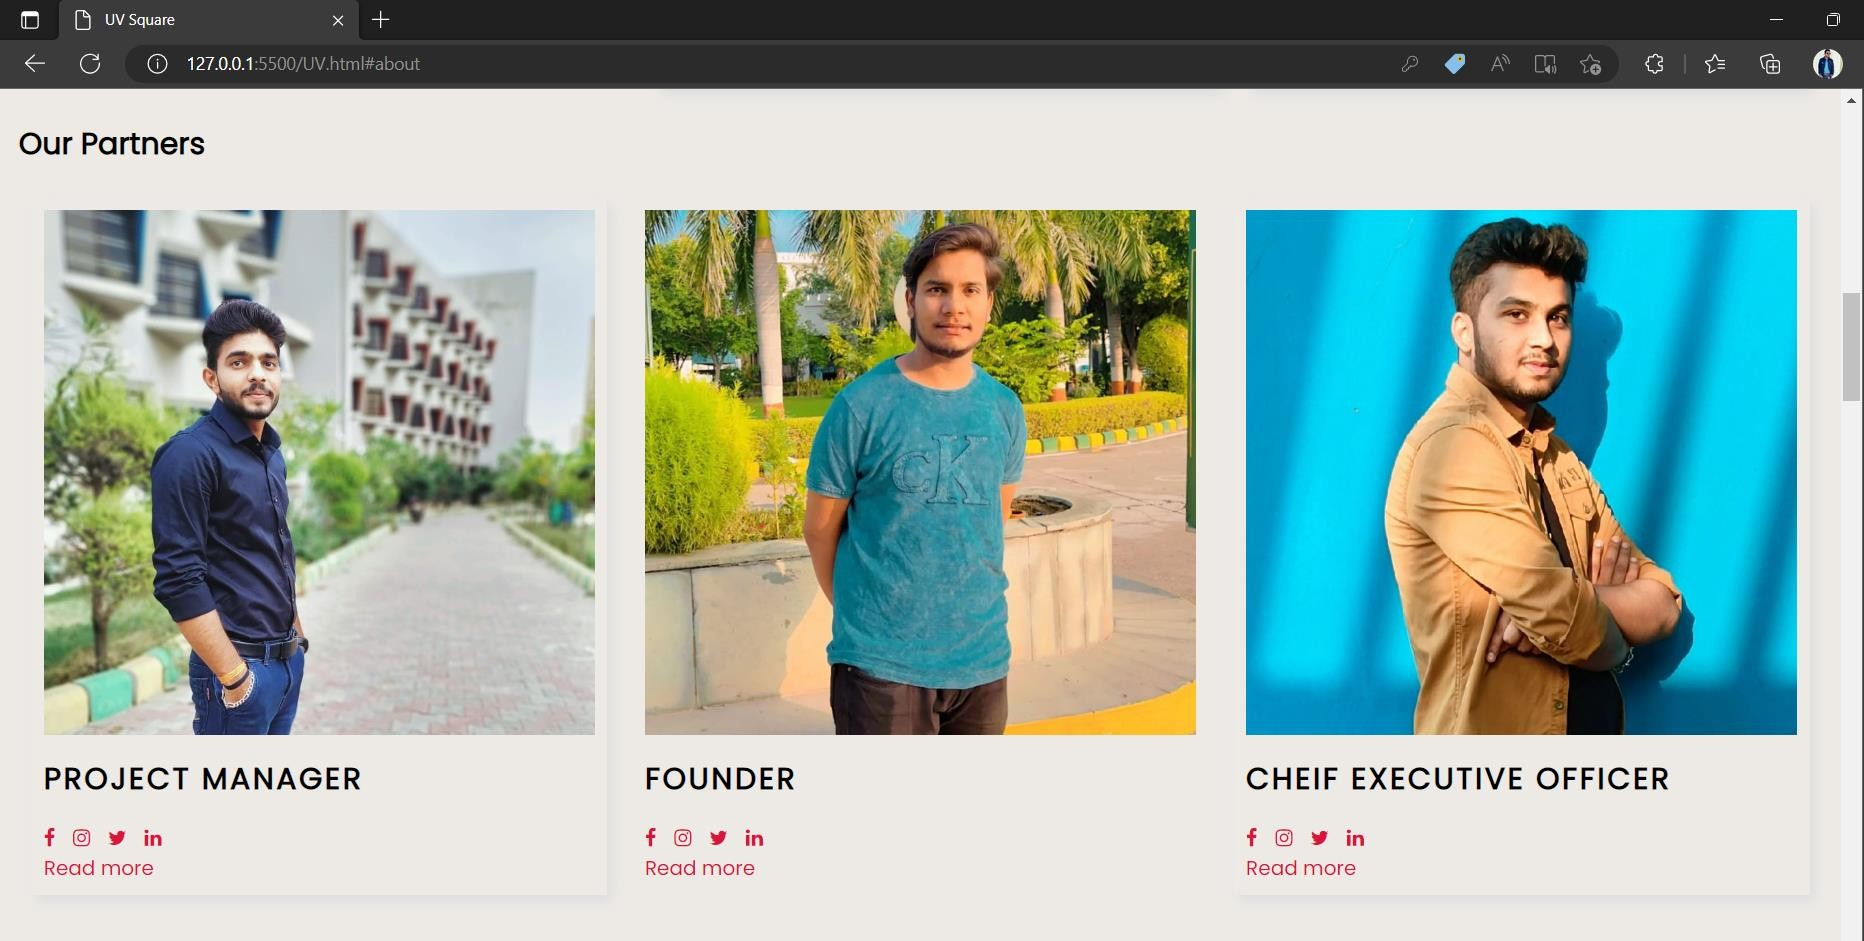 UV Square
127.0.0.1:5500/UV.html#about
Our Partners
CK
PROJECT MANAGER
Read more
FOUNDER
Read more
CHEIF EXECUTIVE OFFICER
Read more